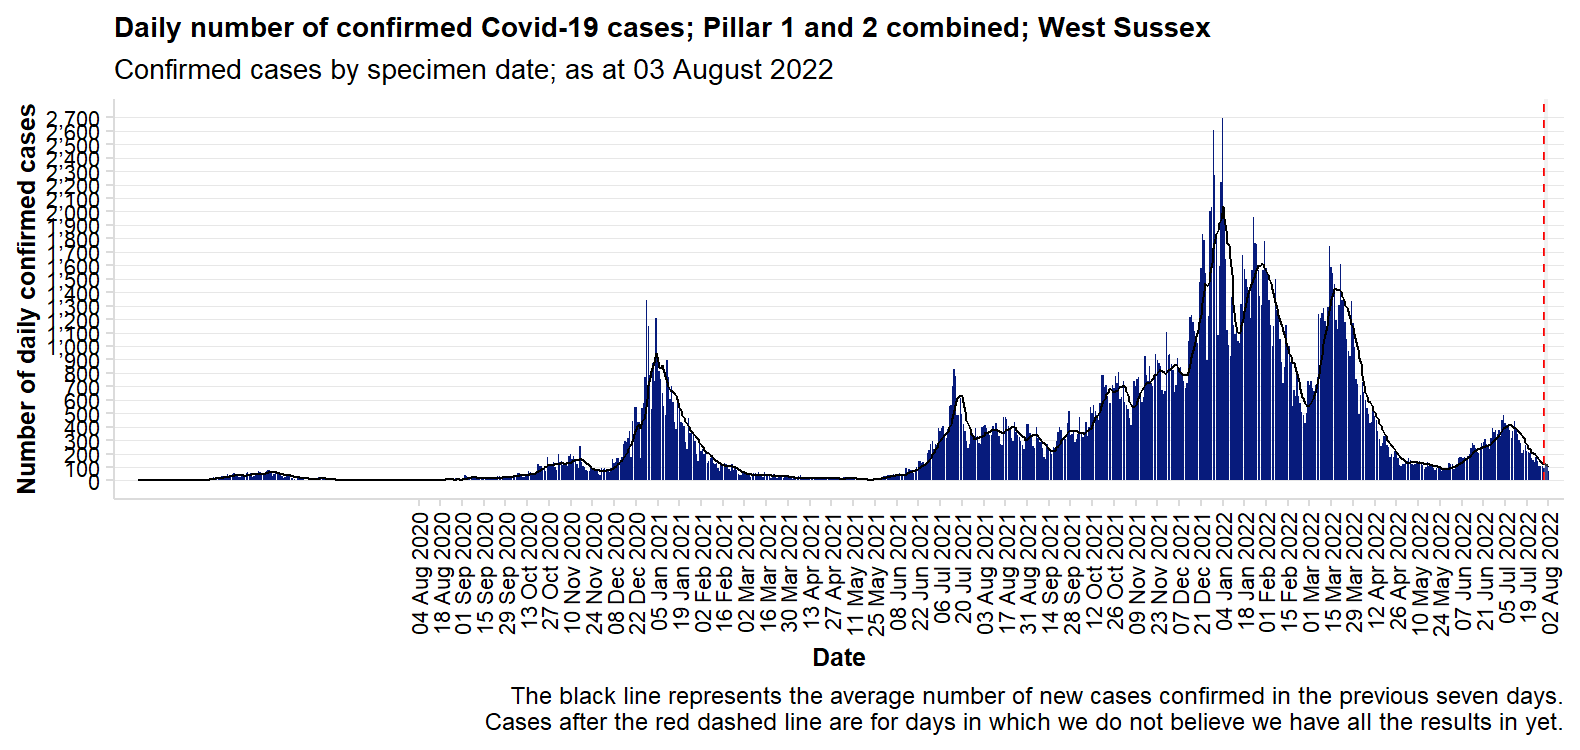 Daily number of confirmed Covid-19 cases; Pillar 1 and 2 combined; West Sussex
Confirmed cases by specimen date; as at 03 August 2022
Number of daily confirmed cases
2,700
2,600
2,500
2,400
2,300
2,200
2,100
2,000
1,900
1,800
1,700
1,600
1,500
1,400
1,300
1,200
1,100
1,000
900
800
700
600
500
400
300
200
100
0
04 Aug 2020
18 Aug 2020
01 Sep 2020
15 Sep 2020
29 Sep 2020
13 Oct 2020
27 Oct 2020
10 Nov 2020
24 Nov 2020
08 Dec 2020
22 Dec 2020
05 Jan 2021
19 Jan 2021
02 Feb 2021
16 Feb 2021
02 Mar 2021
16 Mar 2021
30 Mar 2021
13 Apr 2021
27 Apr 2021
11 May 2021
25 May 2021
08 Jun 2021
22 Jun 2021
06 Jul 2021
20 Jul 2021
03 Aug 2021
17 Aug 2021
31 Aug 2021
14 Sep 2021
28 Sep 2021
12 Oct 2021
26 Oct 2021
09 Nov 2021
23 Nov 2021
07 Dec 2021
21 Dec 2021
04 Jan 2022
18 Jan 2022
01 Feb 2022
15 Feb 2022
01 Mar 2022
15 Mar 2022
29 Mar 2022
12 Apr 2022
26 Apr 2022
10 May 2022
24 May 2022
07 Jun 2022
21 Jun 2022
05 Jul 2022
19 Jul 2022
02 Aug 2022
Date
The black line represents the average number of new cases confirmed in the previous seven days.
Cases after the red dashed line are for days in which we do not believe we have all the results in yet.